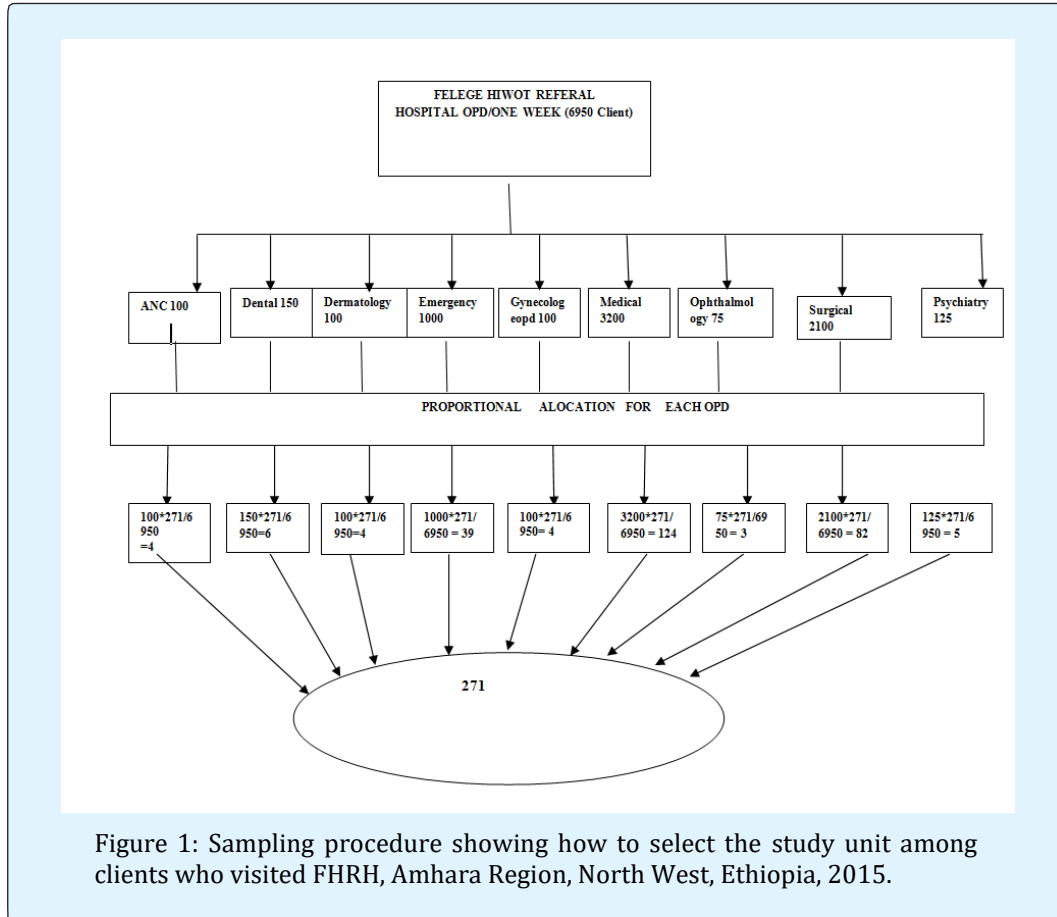 FELEGE HIWOT REFERAL
HOSPITAL OPD/ONE WEEK (6950 Client)
ANC 100
Dental 150
Dermatology
100
Emergency
1000
Gynecolog
eopd 100
Medical
3200
Ophthalmol
ogy 75
Surgical
2100
Psychiatry
125
PROPORTIONAL ALOCATION FOR EACH OPD
100*271/6
950
=4
150*271/6
950=6
100*271/6
950=4
1000*271/
6950 = 39
100*271/6
950= 4
3200*271/
6950 = 124
75*271/69
50 = 3
2100*271/
6950 = 82
125*271/6
950 = 5
271
Figure 1: Sampling procedure showing how to select the study unit among
clients who visited FHRH, Amhara Region, North West, Ethiopia, 2015.